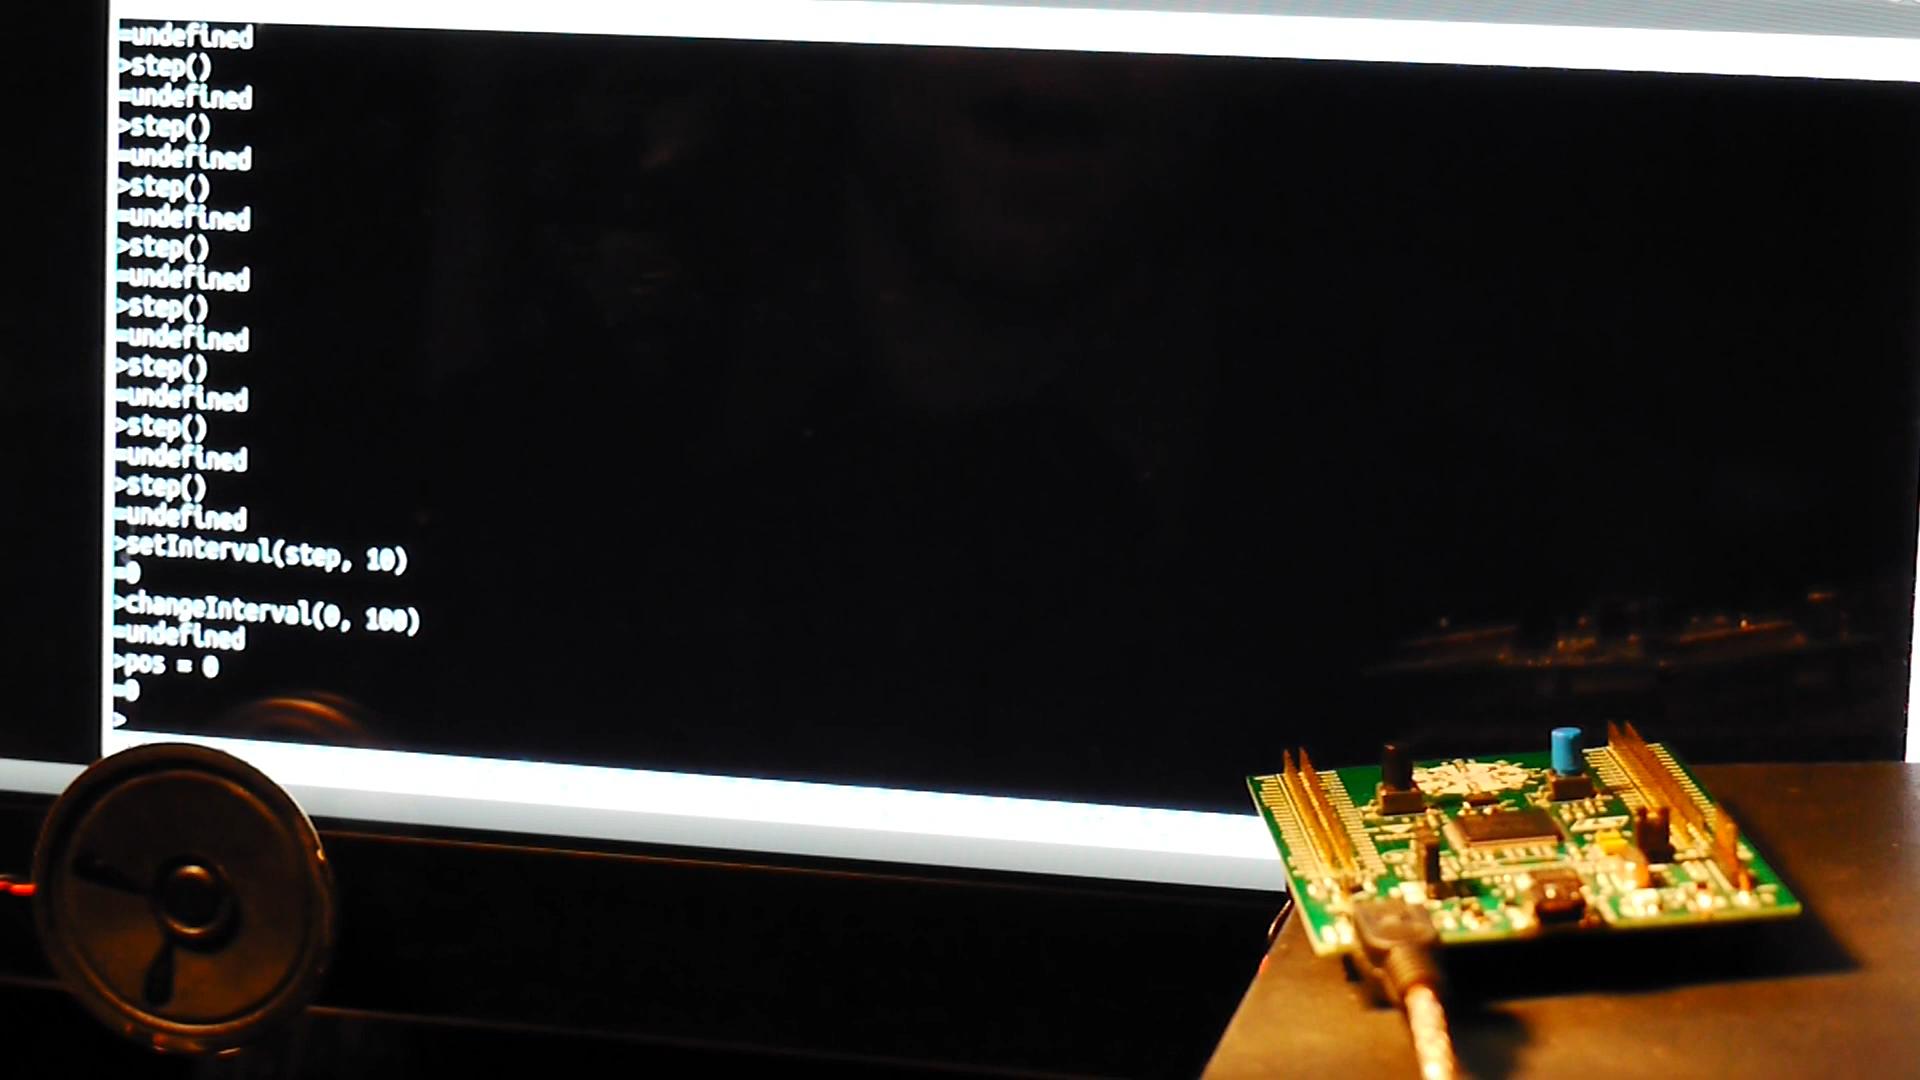 =undefined
>step()
=undefined
>step()
=undefined
>step()
=undefined
>step()
=undefined
>step()
=undefined
>step()
=undefined
>step()
=undefined
>step()
=undefined
>setInterval(step, 10)
=0
>changeInterval(0, 100)
=undefined
>pos = 0
=0
>